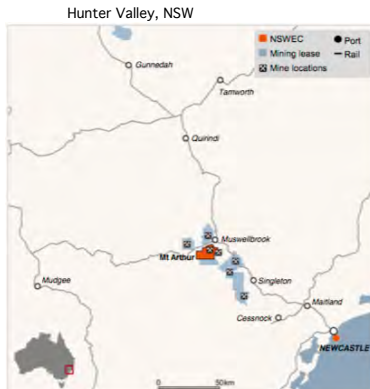 Hunter Valley, NSW
NSWEC
Port
Mining lease
Rail
Mine locations
Gunnedah
Tamworth
Quirindi
Muswellbrook
Mt Arthur
Mudgee
Singleton
Maitland
Cessnock
NEWCASTLE
0
50km